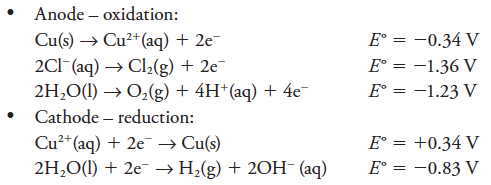 • Anode – oxidation:
Cu(s) → Cu²⁺(aq) + 2e⁻ E° = −0.34 V
2Cl⁻(aq) → Cl₂(g) + 2e⁻ E° = −1.36 V
2H₂O(l) → O₂(g) + 4H⁺(aq) + 4e⁻ E° = −1.23 V
• Cathode – reduction:
Cu²⁺(aq) + 2e⁻ → Cu(s) E° = +0.34 V
2H₂O(l) + 2e⁻ → H₂(g) + 2OH⁻ (aq) E° = −0.83 V